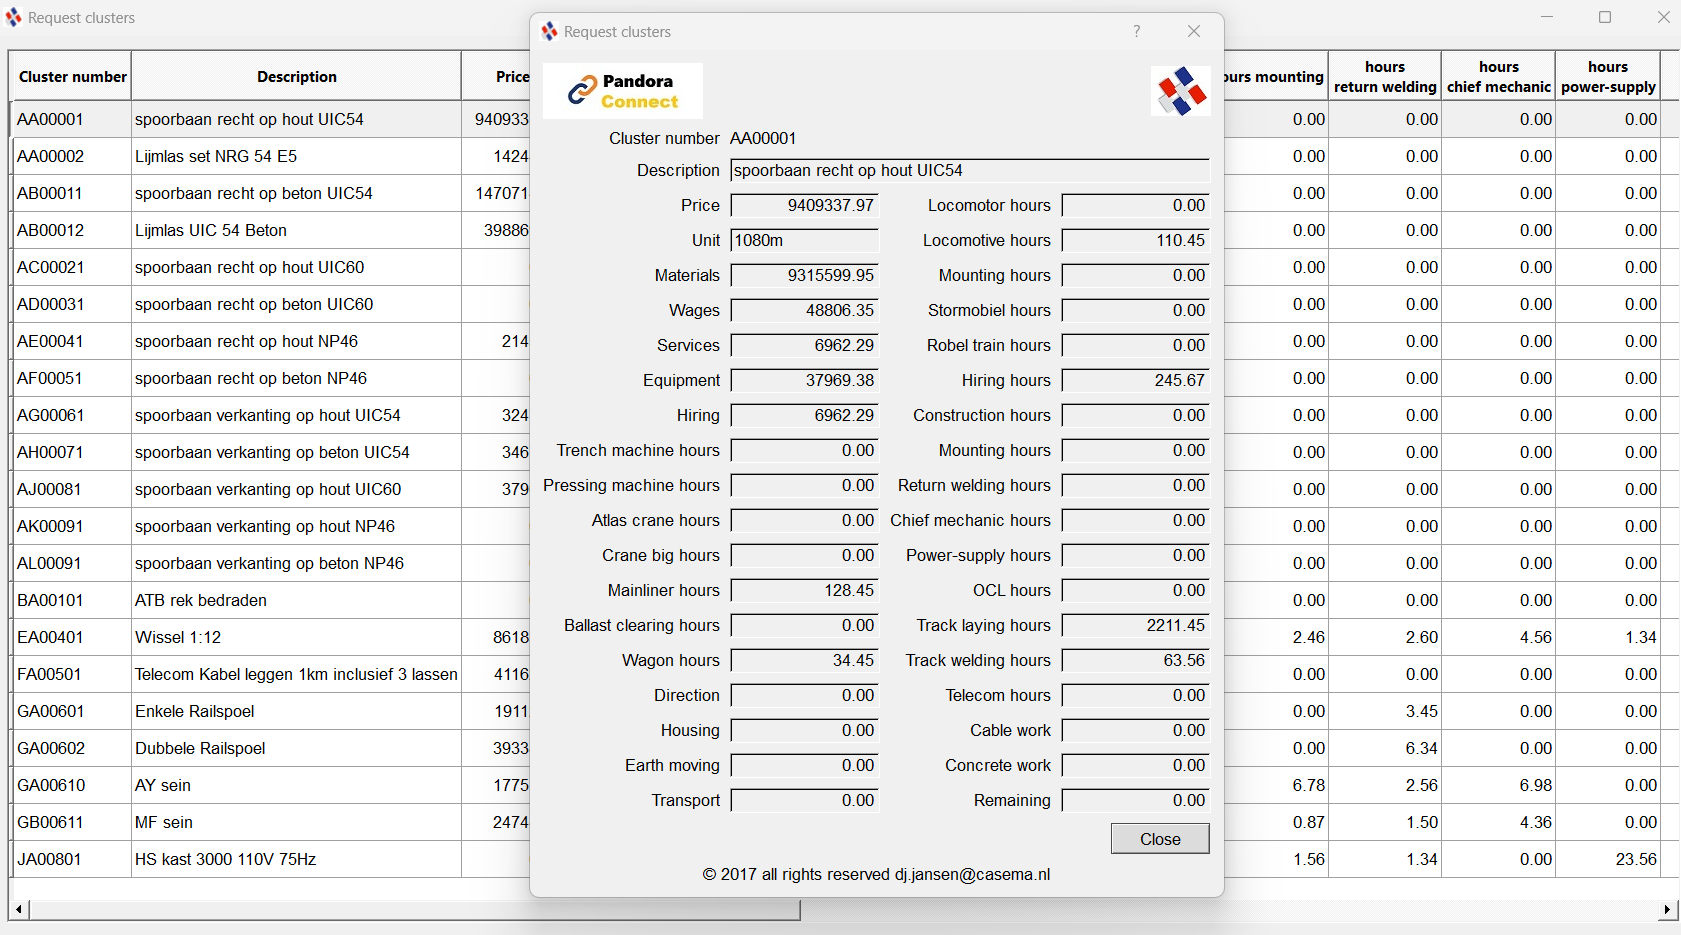 Request clusters
Request clusters
?
Pandora
Connect
Cluster number Description Price ours mounting hours return welding hours chief mechanic hours power-supply
AA00001 spoorbaan recht op hout UIC54 940933 0.00 0.00 0.00 0.00
AA00002 Lijmlas set NRG 54 E5 1424 0.00 0.00 0.00 0.00
AB00011 spoorbaan recht op beton UIC54 147071 0.00 0.00 0.00 0.00
AB00012 Lijmlas UIC 54 Beton 39886 0.00 0.00 0.00 0.00
AC00021 spoorbaan recht op hout UIC60 0.00 0.00 0.00 0.00
AD00031 spoorbaan recht op beton UIC60 0.00 0.00 0.00 0.00
AE00041 spoorbaan recht op hout NP46 214 0.00 0.00 0.00 0.00
AF00051 spoorbaan recht op beton NP46 0.00 0.00 0.00 0.00
AG00061 spoorbaan verkanting op hout UIC54 324 0.00 0.00 0.00 0.00
AH00071 spoorbaan verkanting op beton UIC54 346 0.00 0.00 0.00 0.00
AJ00081 spoorbaan verkanting op hout UIC60 379 0.00 0.00 0.00 0.00
AK00091 spoorbaan verkanting op hout NP46 0.00 0.00 0.00 0.00
AL00091 spoorbaan verkanting op beton NP46 0.00 0.00 0.00 0.00
BA00101 ATB rek bedraden 0.00 0.00 0.00 0.00
EA00401 Wissel 1:12 8618 2.46 2.60 4.56 1.34
FA00501 Telecom Kabel leggen 1km inclusief 3 lassen 4116 0.00 0.00 0.00 0.00
GA00601 Enkele Railspoel 1911 0.00 3.45 0.00 0.00
GA00602 Dubbele Railspoel 3933 0.00 6.34 0.00 0.00
GA00610 AY sein 1775 6.78 2.56 6.98 0.00
GB00611 MF sein 2474 0.87 1.50 4.36 0.00
JA00801 HS kast 3000 110V 75Hz 1.56 1.34 0.00 23.56
Cluster number AA00001
Description spoorbaan recht op hout UIC54
Price 9409337.97 Locomotor hours 0.00
Unit 1080m Locomotive hours 110.45
Materials 9315599.95 Mounting hours 0.00
Wages 48806.35 Stormobiel hours 0.00
Services 6962.29 Robel train hours 0.00
Equipment 37969.38 Hiring hours 245.67
Hiring 6962.29 Construction hours 0.00
Trench machine hours 0.00 Mounting hours 0.00
Pressing machine hours 0.00 Return welding hours 0.00
Atlas crane hours 0.00 Chief mechanic hours 0.00
Crane big hours 0.00 Power-supply hours 0.00
Mainliner hours 128.45 OCL hours 0.00
Ballast clearing hours 0.00 Track laying hours 2211.45
Wagon hours 34.45 Track welding hours 63.56
Direction 0.00 Telecom hours 0.00
Housing 0.00 Cable work 0.00
Earth moving 0.00 Concrete work 0.00
Transport 0.00 Remaining 0.00
Close
© 2017 all rights reserved dj.jansen@casema.nl